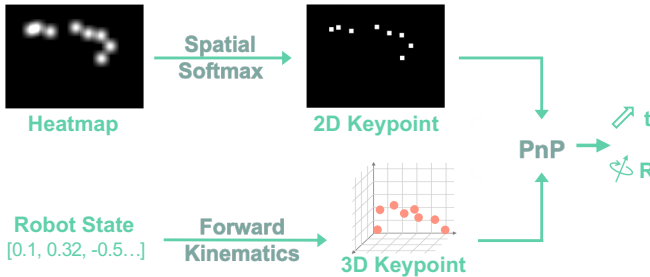 Spatial
Softmax
Heatmap
2D Keypoint
PnP
t
R
Robot State
[0.1, 0.32, -0.5...]
Forward
Kinematics
3D Keypoint